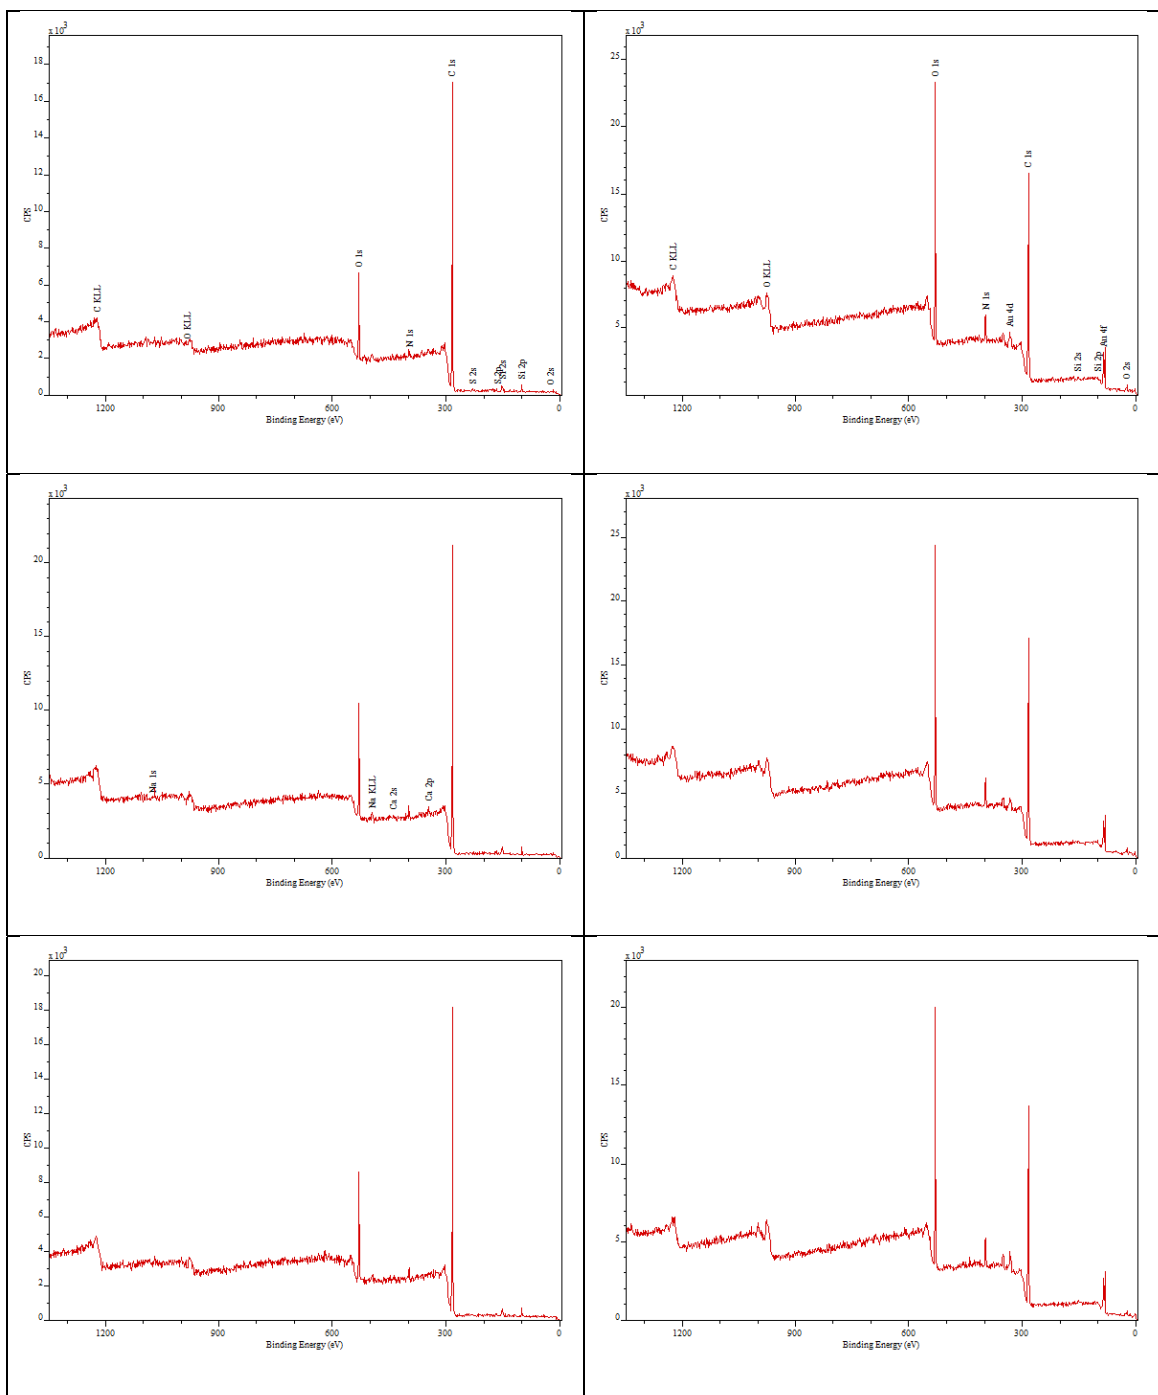 x 10³
18
16
14
12
10
8
6
4
2
0
CPS
C KLL
O KLL
O 1s
N 1s
C 1s
S 2s
S 2p
Si 2s
Si 2p
O 2s
1200 900 600 300 0
Binding Energy (eV)
x 10³
25
20
15
10
5
CPS
C KLL
O KLL
O 1s
N 1s
Au 4d
C 1s
Si 2s
Si 2p
Au 4f
O 2s
1200 900 600 300 0
Binding Energy (eV)
x 10³
20
15
10
5
0
CPS
Na 1s
Na KLL
Ca 2s
Ca 2p
1200 900 600 300 0
Binding Energy (eV)
x 10³
25
20
15
10
5
0
CPS
1200 900 600 300 0
Binding Energy (eV)
x 10³
20
18
16
14
12
10
8
6
4
2
0
CPS
1200 900 600 300 0
Binding Energy (eV)
x 10³
20
15
10
5
0
CPS
1200 900 600 300 0
Binding Energy (eV)